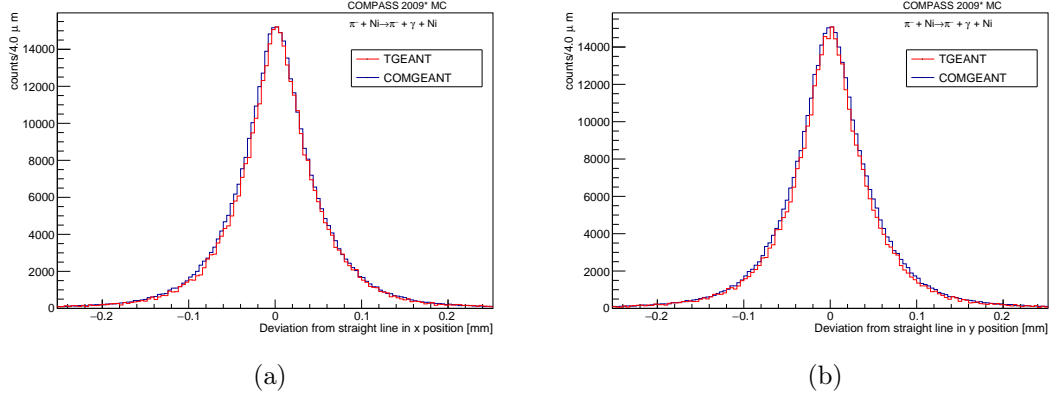 COMPASS 2009* MC
π⁻ + Ni→π⁻ + γ + Ni
TGEANT
COMGEANT
counts/4.0 μ m
14000
12000
10000
8000
6000
4000
2000
0
−0.2 −0.1 0 0.1 0.2
Deviation from straight line in x position [mm]
(a)
COMPASS 2009* MC
π⁻ + Ni→π⁻ + γ + Ni
TGEANT
COMGEANT
counts/4.0 μ m
14000
12000
10000
8000
6000
4000
2000
0
−0.2 −0.1 0 0.1 0.2
Deviation from straight line in y position [mm]
(b)